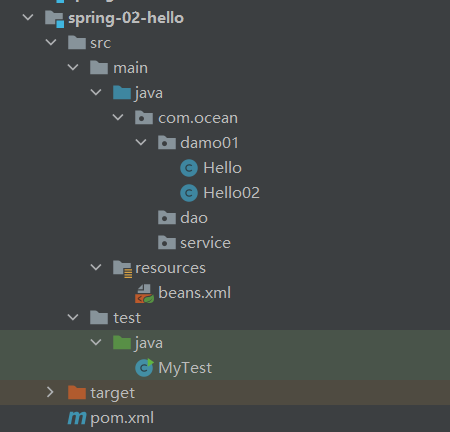 spring-02-hello
src
main
java
com.ocean
damo01
Hello
Hello02
dao
service
resources
beans.xml
test
java
MyTest
target
pom.xml